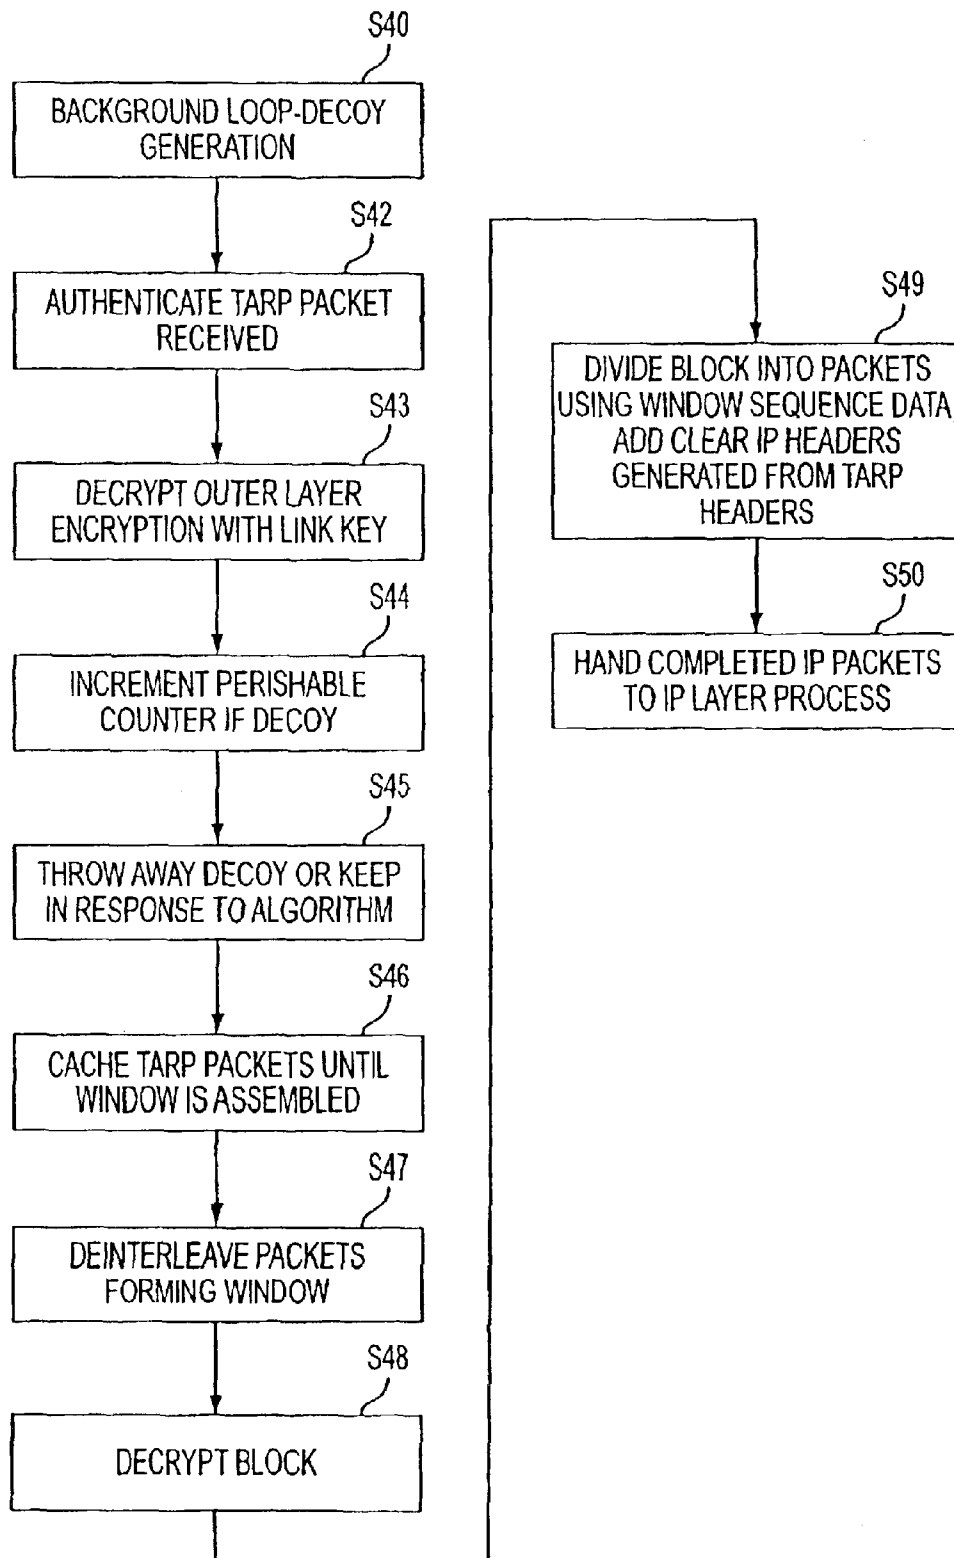 S40
BACKGROUND LOOP-DECOY
GENERATION
S42
AUTHENTICATE TARP PACKET
RECEIVED
S43
DECRYPT OUTER LAYER
ENCRYPTION WITH LINK KEY
S44
INCREMENT PERISHABLE
COUNTER IF DECOY
S45
THROW AWAY DECOY OR KEEP
IN RESPONSE TO ALGORITHM
S46
CACHE TARP PACKETS UNTIL
WINDOW IS ASSEMBLED
S47
DEINTERLEAVE PACKETS
FORMING WINDOW
S48
DECRYPT BLOCK
S49
DIVIDE BLOCK INTO PACKETS
USING WINDOW SEQUENCE DATA,
ADD CLEAR IP HEADERS
GENERATED FROM TARP
HEADERS
S50
HAND COMPLETED IP PACKETS
TO IP LAYER PROCESS